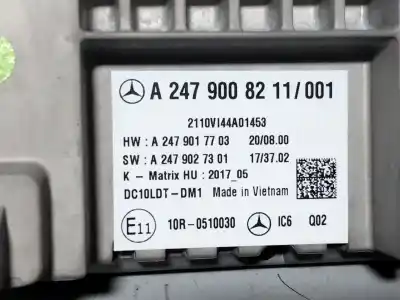 A 247 900 82 11/001
2110VI44A01453
HW : A 247 901 77 03 20/08.00
SW : A 247 902 73 01 17/37.02
K - Matrix HU : 2017_05
DC10LDT-DM1 Made in Vietnam
E11 10R-0510030 IC6 Q02